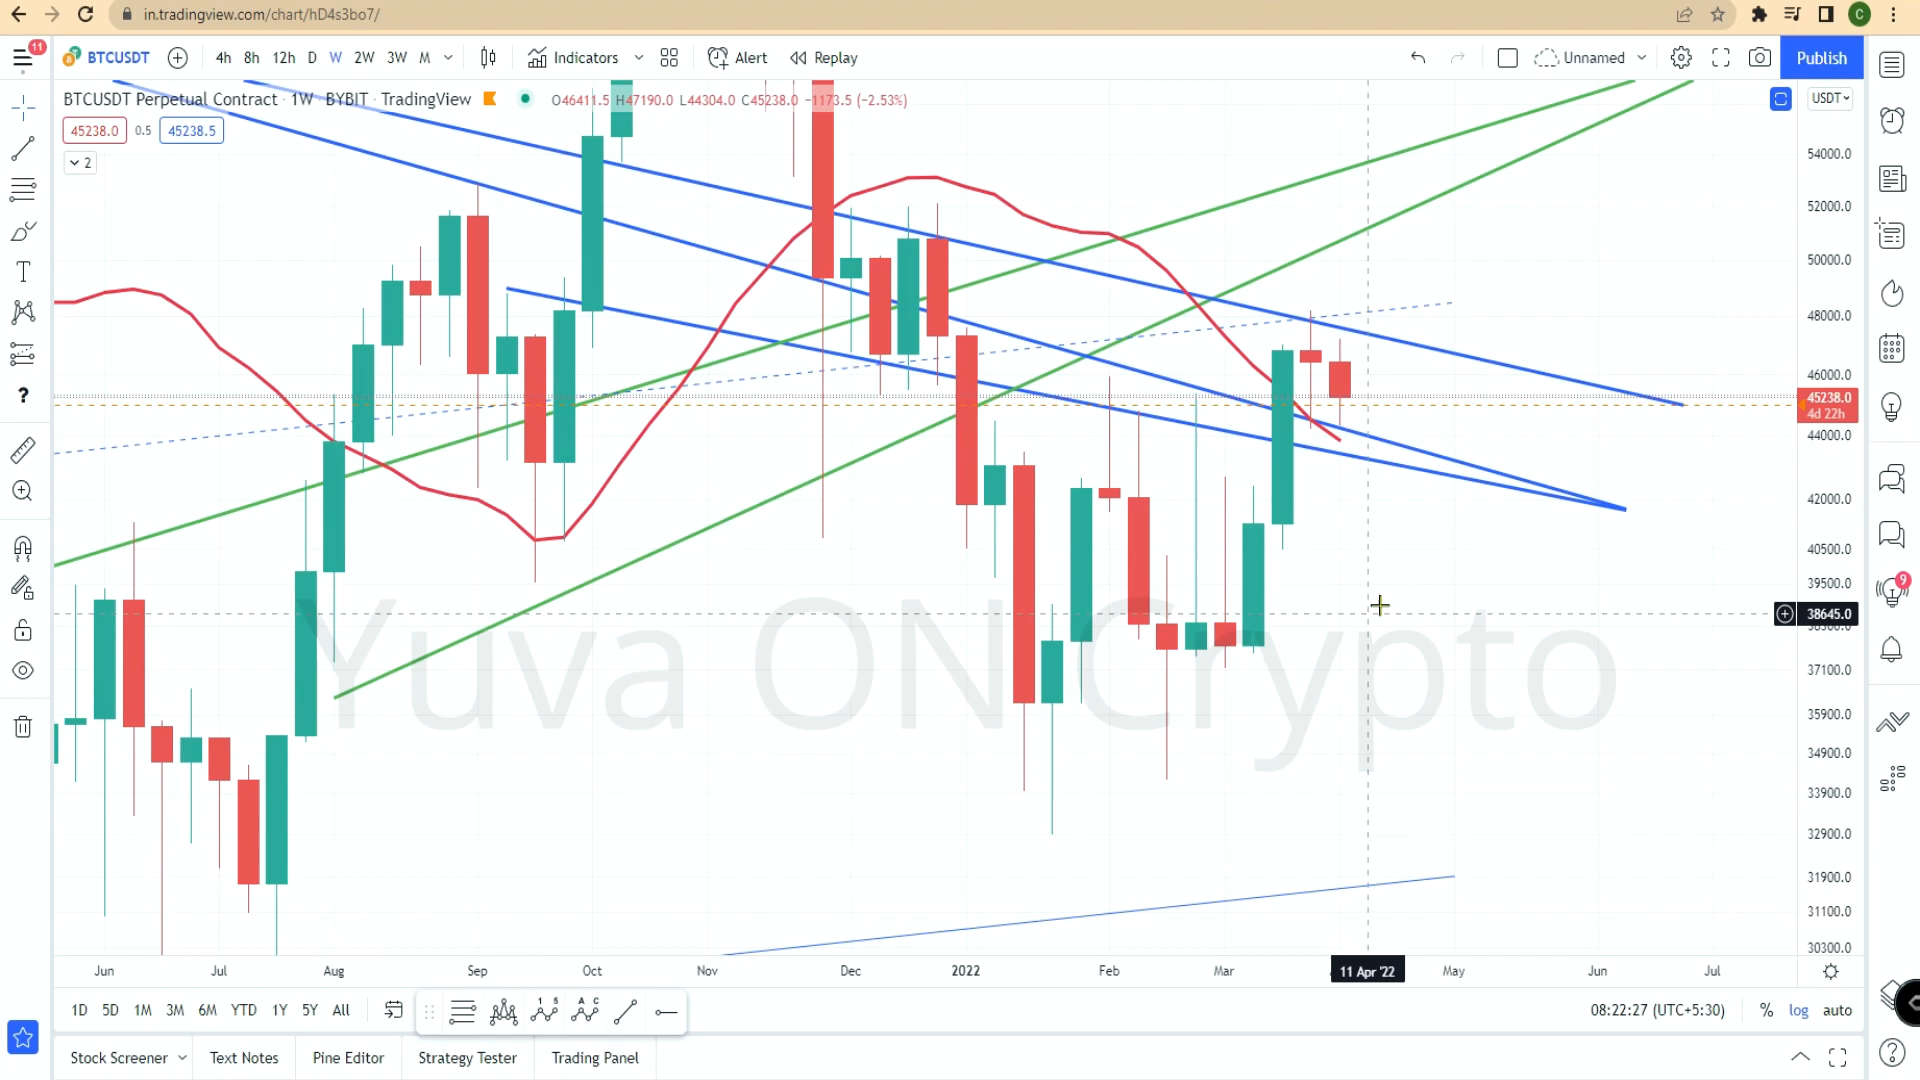 in.tradingview.com/chart/hD4s3bo7/
C
11
BTCUSDT
4h 8h 12h D W 2W 3W M
Indicators
Alert
Replay
Unnamed
Publish
BTCUSDT Perpetual Contract · 1W · BYBIT · TradingView
O46411.5 H47190.0 L44304.0 C45238.0 −1173.5 (−2.53%)
USDT
45238.0 0.5 45238.5
2
54000.0
52000.0
50000.0
48000.0
46000.0
45238.0
4d 22h
44000.0
42000.0
40500.0
39500.0
9
38645.0
37100.0
35900.0
34900.0
33900.0
32900.0
31900.0
31100.0
30300.0
Yuva ON Crypto
Jun Jul Aug Sep Oct Nov Dec 2022 Feb Mar 11 Apr '22 May Jun Jul
1D 5D 1M 3M 6M YTD 1Y 5Y All
1 5
A C
08:22:27 (UTC+5:30)
% log auto
Stock Screener Text Notes Pine Editor Strategy Tester Trading Panel